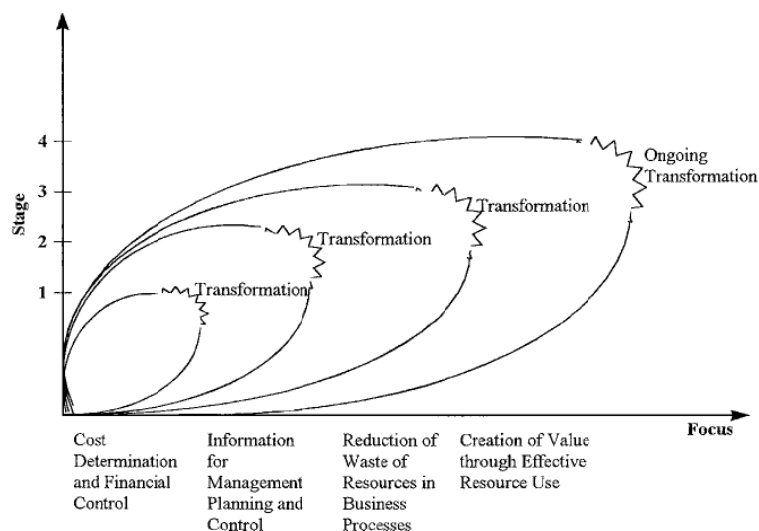 4
Ongoing
Transformation
3
Transformation
Stage
2
Transformation
1
Transformation
Focus
Cost
Determination
and Financial
Control
Information
for
Management
Planning and
Control
Reduction of
Waste of
Resources in
Business
Processes
Creation of Value
through Effective
Resource Use